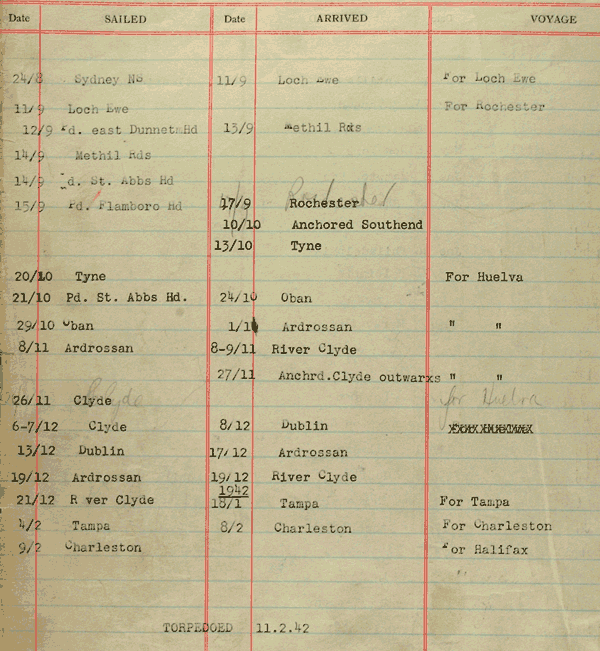 Date SAILED Date ARRIVED VOYAGE
24/8 Sydney NS 11/9 Loch Ewe For Loch Ewe
11/9 Loch Ewe For Rochester
12/9 Pd. east Dunnet Hd 13/9 Methil Rds
14/9 Methil Rds
14/9 Pd. St. Abbs Hd Rochester
15/9 Pd. Flamboro Hd 17/9 Rochester
10/10 Anchored Southend
13/10 Tyne
20/10 Tyne For Huelva
21/10 Pd. St. Abbs Hd. 24/10 Oban
29/10 Oban 1/11 Ardrossan " "
8/11 Ardrossan 8-9/11 River Clyde
27/11 Anchrd.Clyde outwarxs " "
26/11 Clyde Clyde for Huelva
6-7/12 Clyde 8/12 Dublin
13/12 Dublin 17/12 Ardrossan
19/12 Ardrossan 19/12 River Clyde
1942
21/12 R ver Clyde 18/1 Tampa For Tampa
4/2 Tampa 8/2 Charleston For Charleston
9/2 Charleston For Halifax
TORPEDOED 11.2.42